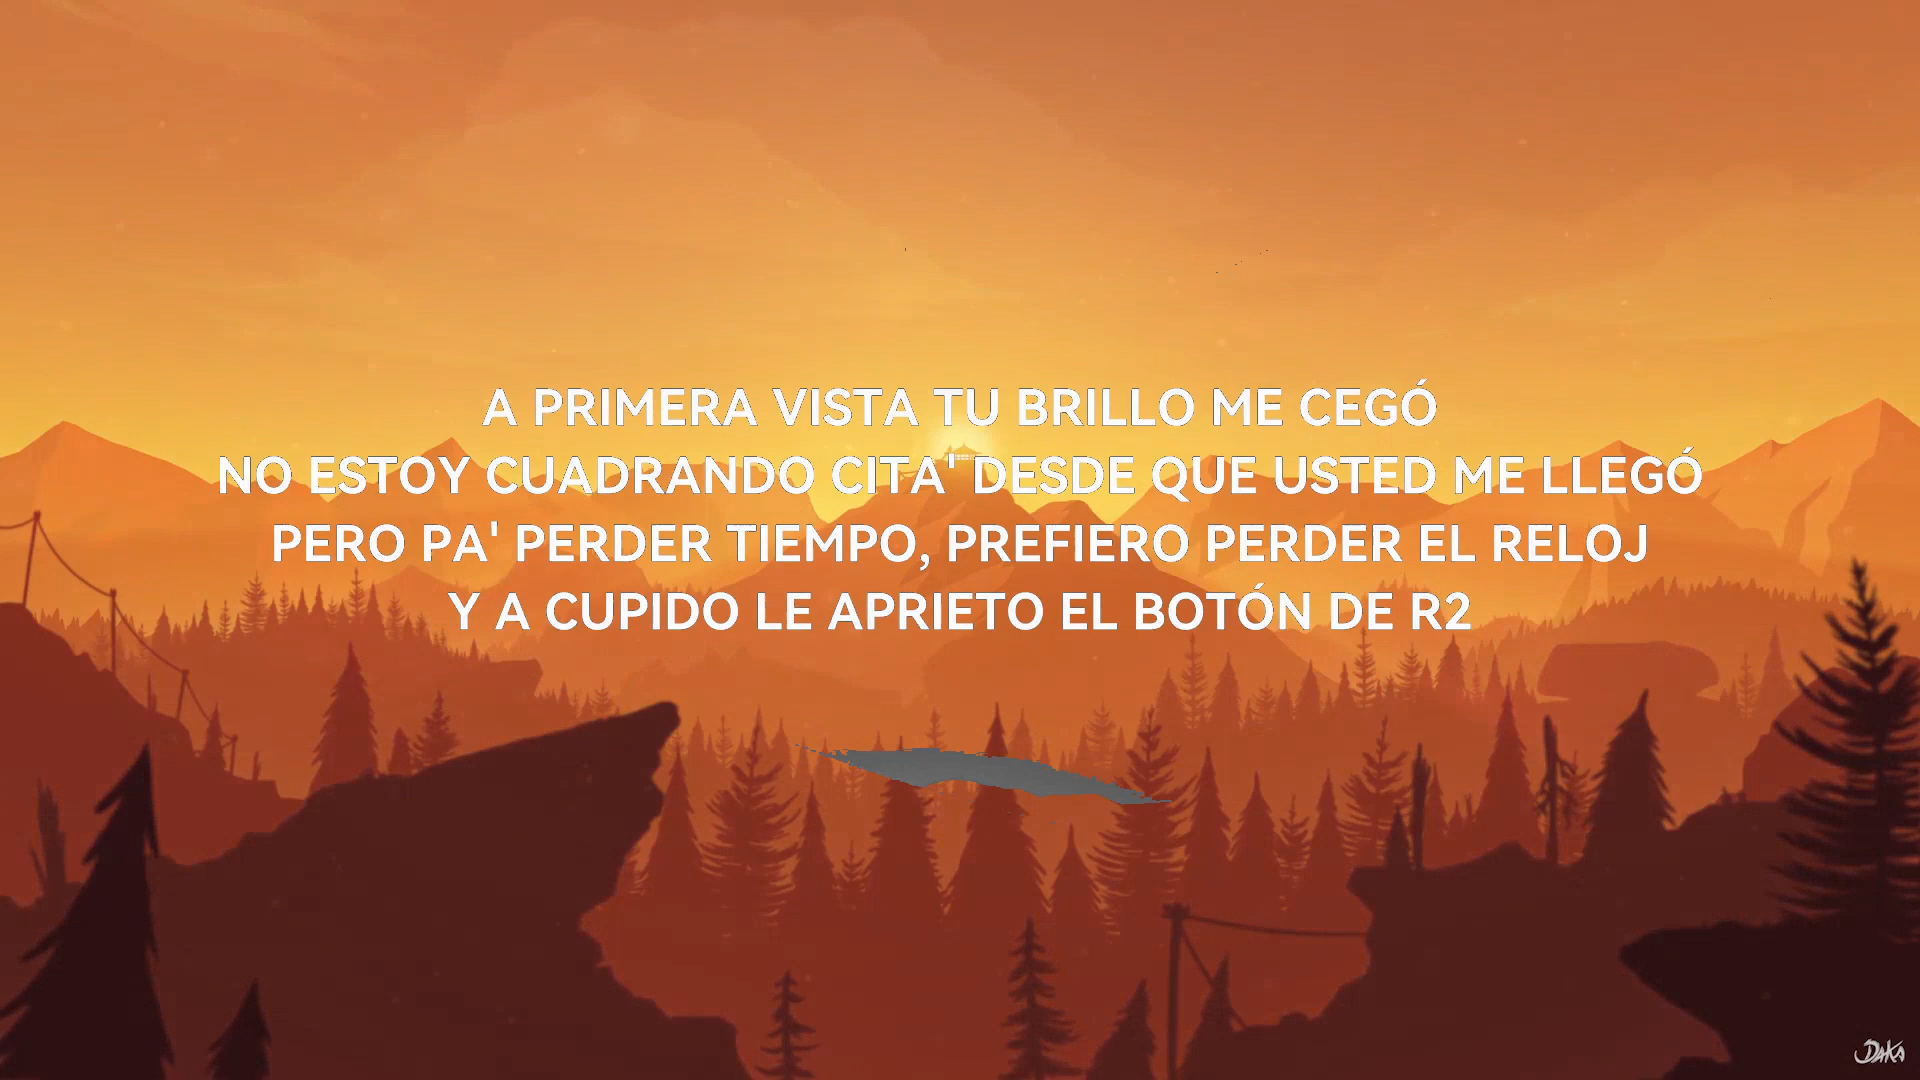 A PRIMERA VISTA TU BRILLO ME CEGÓ
NO ESTOY CUADRANDO CITA' DESDE QUE USTED ME LLEGÓ
PERO PA' PERDER TIEMPO, PREFIERO PERDER EL RELOJ
Y A CUPIDO LE APRIETO EL BOTÓN DE R2
DAKA